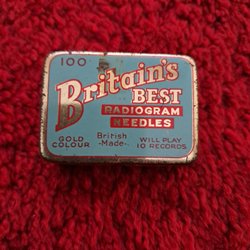 100
Britain's
BEST
RADIOGRAM
NEEDLES
GOLD
COLOUR
British
-Made-
WILL PLAY
10 RECORDS